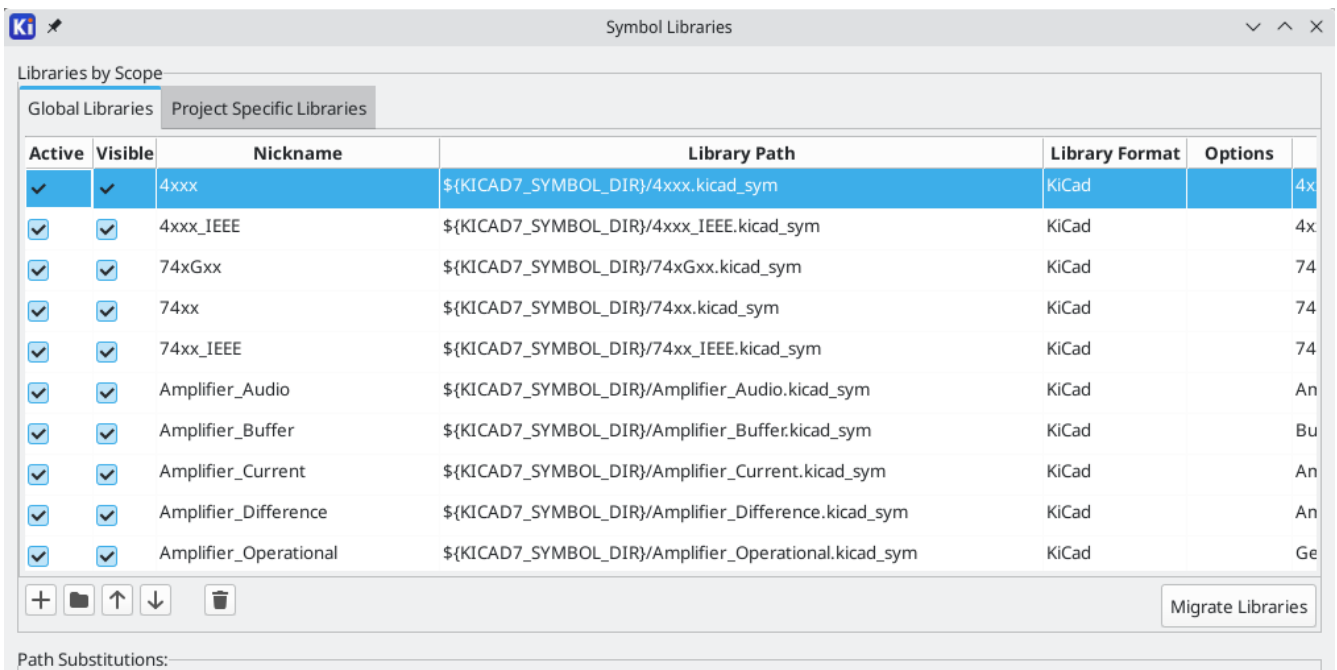 Ki Symbol Libraries
Libraries by Scope
Global Libraries Project Specific Libraries
Active Visible Nickname Library Path Library Format Options
4xxx ${KICAD7_SYMBOL_DIR}/4xxx.kicad_sym KiCad 4x
4xxx_IEEE ${KICAD7_SYMBOL_DIR}/4xxx_IEEE.kicad_sym KiCad 4x
74xGxx ${KICAD7_SYMBOL_DIR}/74xGxx.kicad_sym KiCad 74
74xx ${KICAD7_SYMBOL_DIR}/74xx.kicad_sym KiCad 74
74xx_IEEE ${KICAD7_SYMBOL_DIR}/74xx_IEEE.kicad_sym KiCad 74
Amplifier_Audio ${KICAD7_SYMBOL_DIR}/Amplifier_Audio.kicad_sym KiCad Am
Amplifier_Buffer ${KICAD7_SYMBOL_DIR}/Amplifier_Buffer.kicad_sym KiCad Bu
Amplifier_Current ${KICAD7_SYMBOL_DIR}/Amplifier_Current.kicad_sym KiCad Am
Amplifier_Difference ${KICAD7_SYMBOL_DIR}/Amplifier_Difference.kicad_sym KiCad Am
Amplifier_Operational ${KICAD7_SYMBOL_DIR}/Amplifier_Operational.kicad_sym KiCad Ge
Migrate Libraries
Path Substitutions: